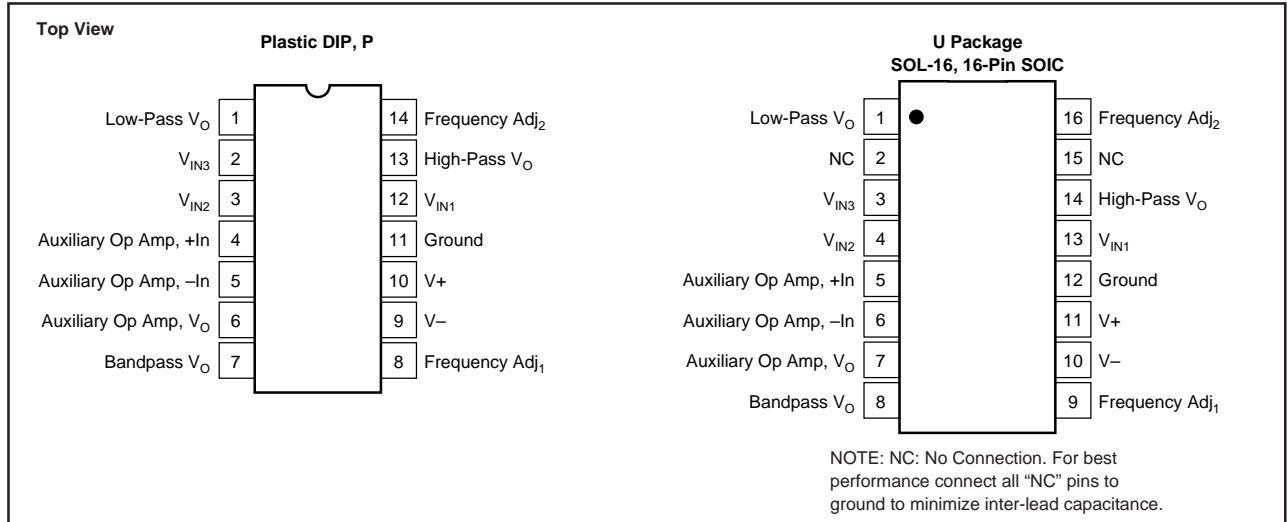 Top View
Plastic DIP, P
Low-Pass VO 1
VIN3 2
VIN2 3
Auxiliary Op Amp, +In 4
Auxiliary Op Amp, –In 5
Auxiliary Op Amp, VO 6
Bandpass VO 7
14 Frequency Adj2
13 High-Pass VO
12 VIN1
11 Ground
10 V+
9 V–
8 Frequency Adj1
U Package
SOL-16, 16-Pin SOIC
Low-Pass VO 1
NC 2
VIN3 3
VIN2 4
Auxiliary Op Amp, +In 5
Auxiliary Op Amp, –In 6
Auxiliary Op Amp, VO 7
Bandpass VO 8
16 Frequency Adj2
15 NC
14 High-Pass VO
13 VIN1
12 Ground
11 V+
10 V–
9 Frequency Adj1
NOTE: NC: No Connection. For best
performance connect all “NC” pins to
ground to minimize inter-lead capacitance.